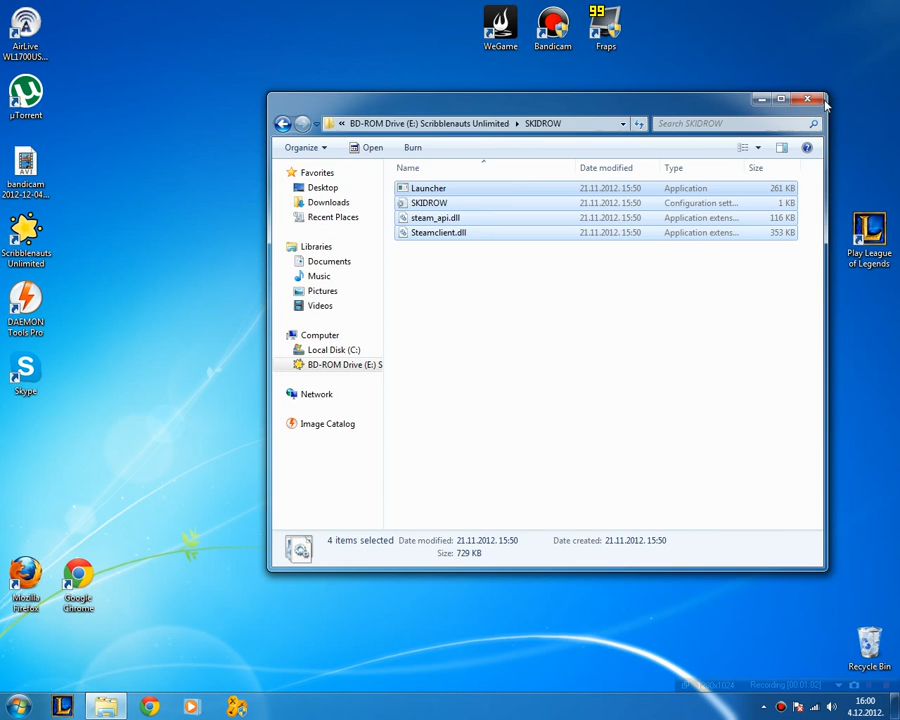 AirLive
WL1700US...
µTorrent
bandicam
2012-12-04...
Scribblenauts
Unlimited
DAEMON
Tools Pro
Skype
Mozilla
Firefox
Google
Chrome
WeGame
Bandicam
99
Fraps
Play League
of Legends
Recycle Bin
« BD-ROM Drive (E:) Scribblenauts Unlimited SKIDROW
Search SKIDROW
Organize Open Burn
Favorites
Desktop
Downloads
Recent Places
Libraries
Documents
Music
Pictures
Videos
Computer
Local Disk (C:)
BD-ROM Drive (E:) S
Network
Image Catalog
Name Date modified Type Size
Launcher 21.11.2012. 15:50 Application 261 KB
SKIDROW 21.11.2012. 15:50 Configuration sett... 1 KB
steam_api.dll 21.11.2012. 15:50 Application extens... 116 KB
Steamclient.dll 21.11.2012. 15:50 Application extens... 353 KB
4 items selected Date modified: 21.11.2012. 15:50 Date created: 21.11.2012. 15:50
Size: 729 KB
1280x1024 Recording [00:01:02]
16:00
4.12.2012.